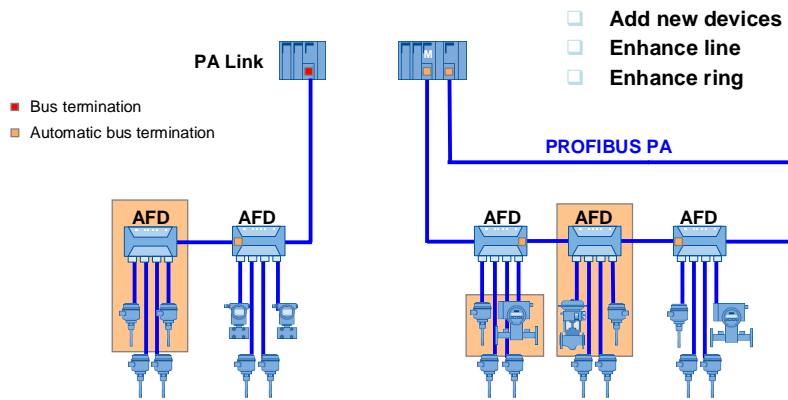 Add new devices
Enhance line
Enhance ring
PA Link
M
Bus termination
Automatic bus termination
PROFIBUS PA
AFD
AFD
AFD
AFD
AFD